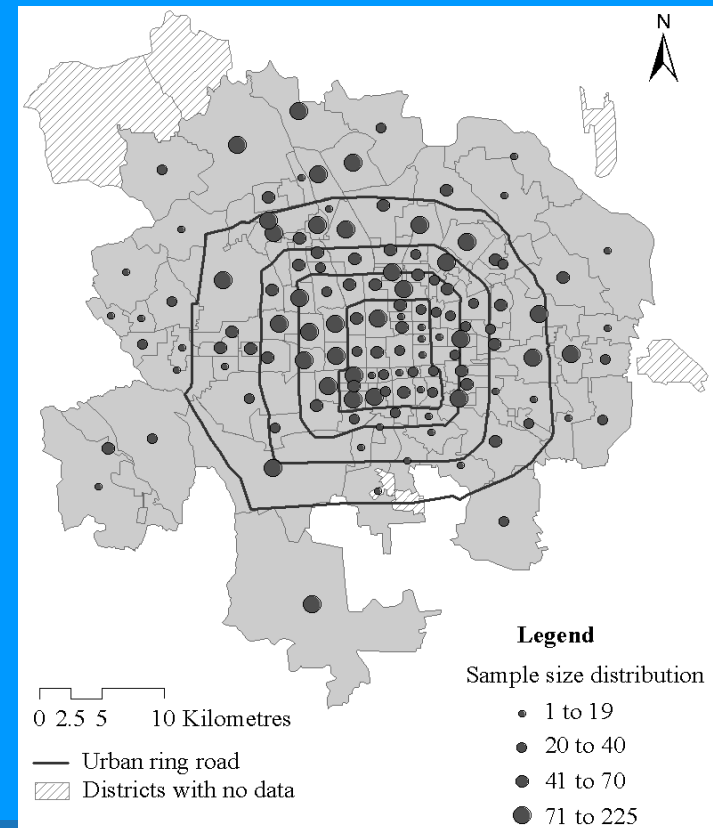 N
Legend
Sample size distribution
1 to 19
20 to 40
41 to 70
71 to 225
0 2.5 5 10 Kilometres
Urban ring road
Districts with no data